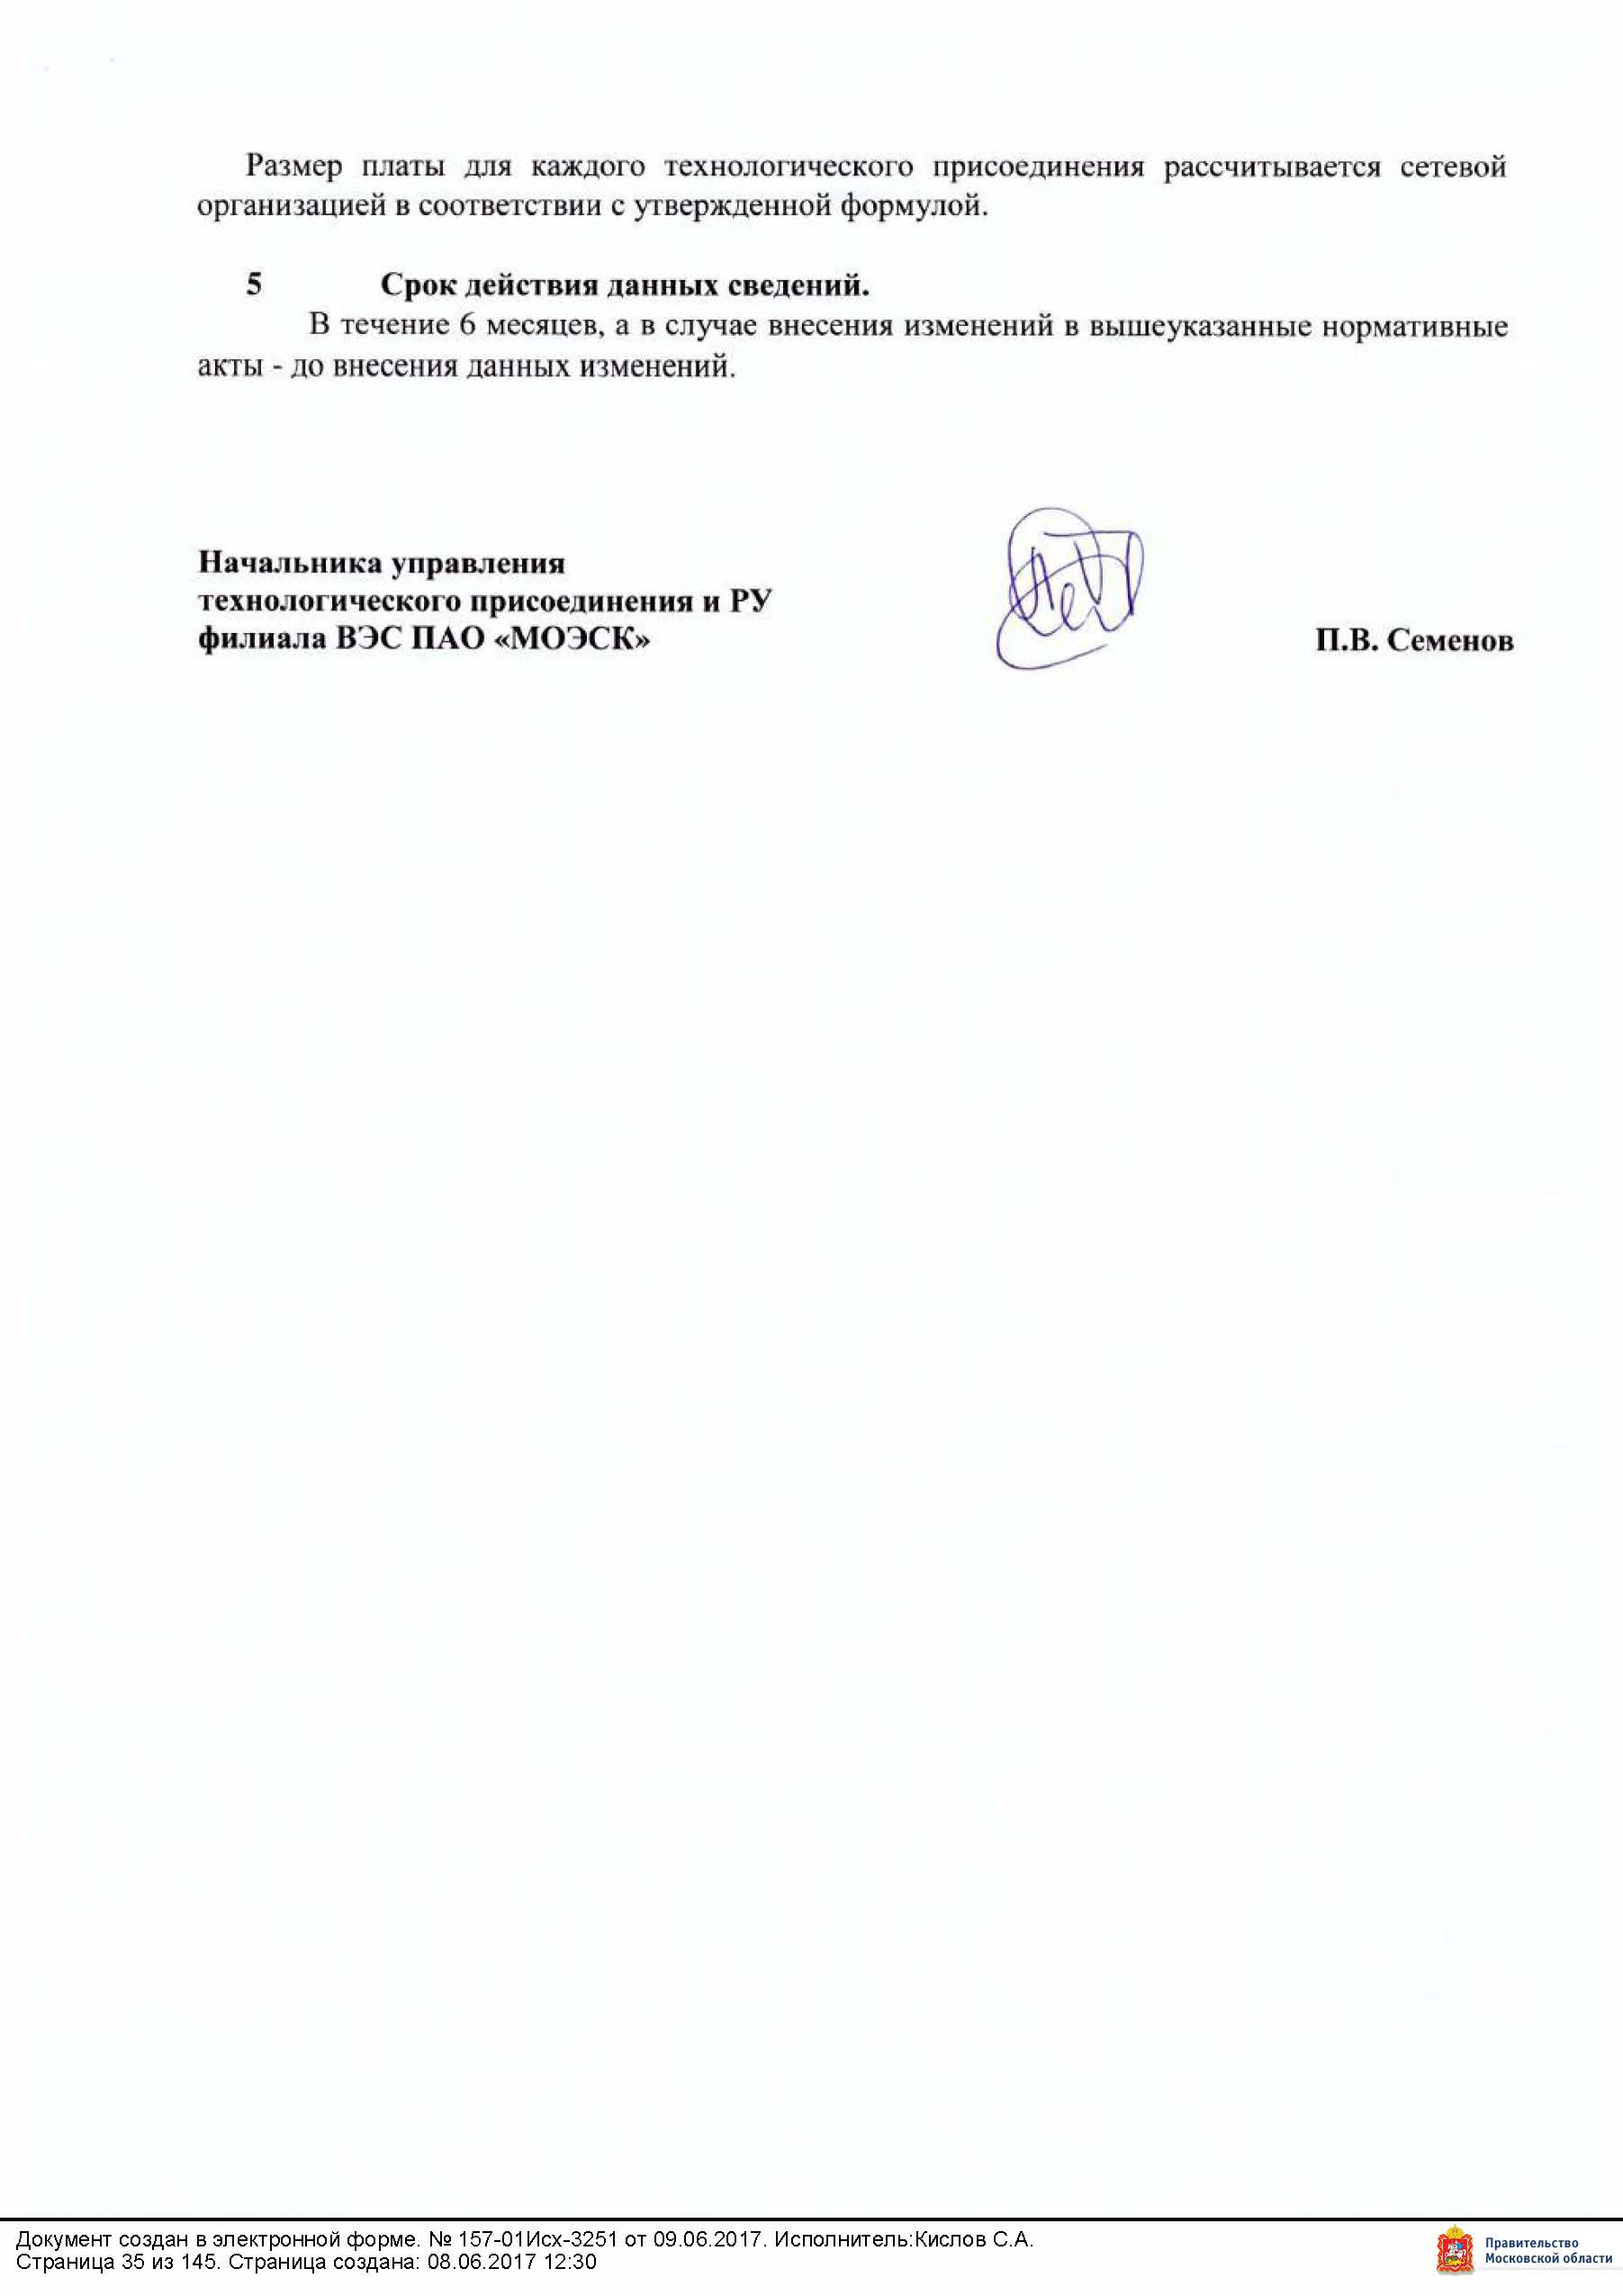 Размер платы для каждого технологического присоединения рассчитывается сетевой
организацией в соответствии с утвержденной формулой.
5 Срок действия данных сведений.
В течение 6 месяцев, а в случае внесения изменений в вышеуказанные нормативные
акты - до внесения данных изменений.
Начальника управления
технологического присоединения и РУ
филиала ВЭС ПАО «МОЭСК»
П.В. Семенов
Документ создан в электронной форме. № 157-01Исх-3251 от 09.06.2017. Исполнитель:Кислов С.А.
Страница 35 из 145. Страница создана: 08.06.2017 12:30
Правительство
Московской области